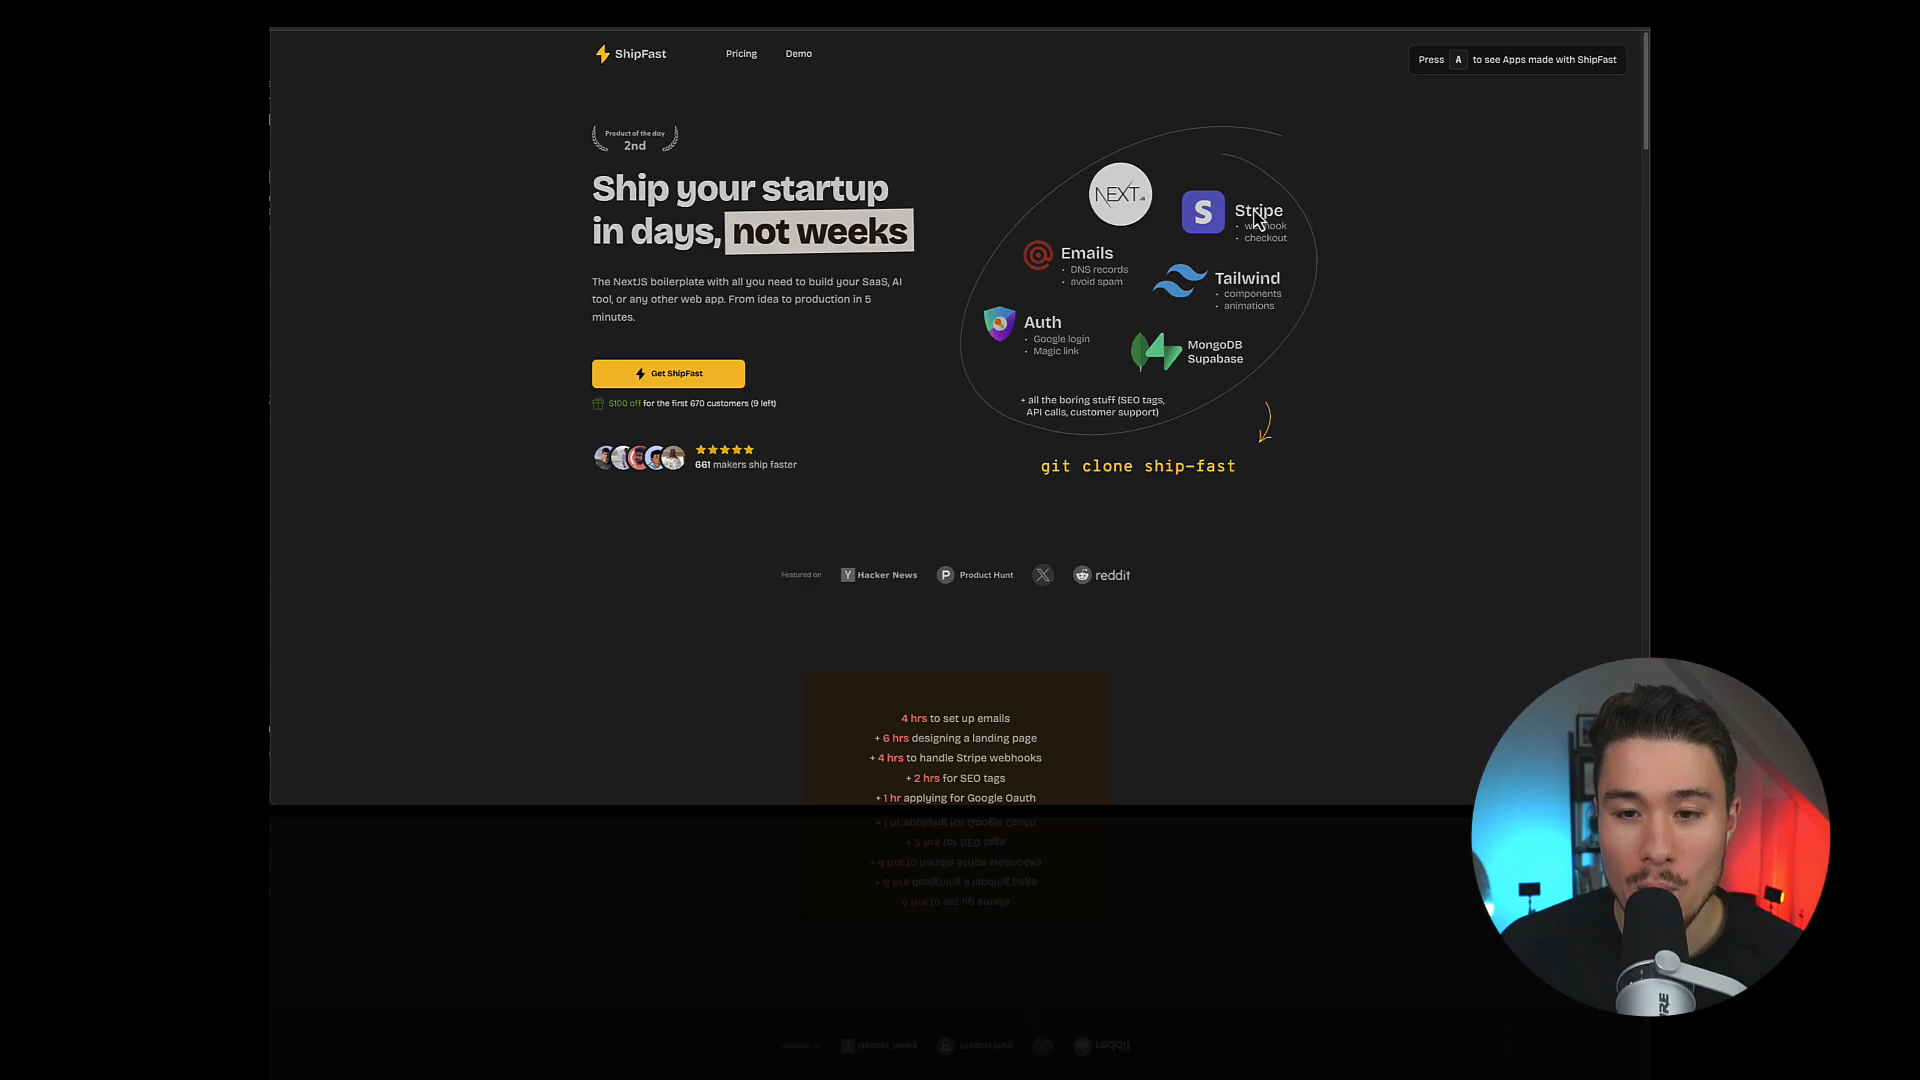 ShipFast
Pricing
Demo
Press A to see Apps made with ShipFast
Product of the day
2nd
Ship your startup
in days, not weeks
The NextJS boilerplate with all you need to build your SaaS, AI
tool, or any other web app. From idea to production in 5
minutes.
Get ShipFast
$100 off for the first 670 customers (9 left)
661 makers ship faster
NEXT.JS
S
Stripe
checkout
Emails
DNS records
avoid spam
Tailwind
components
animations
Auth
Google login
Magic link
MongoDB
Supabase
+ all the boring stuff (SEO tags,
API calls, customer support)
git clone ship-fast
Featured on
Y Hacker News
P Product Hunt
X
reddit
4 hrs to set up emails
+ 6 hrs designing a landing page
+ 4 hrs to handle Stripe webhooks
+ 2 hrs for SEO tags
+ 1 hr applying for Google Oauth